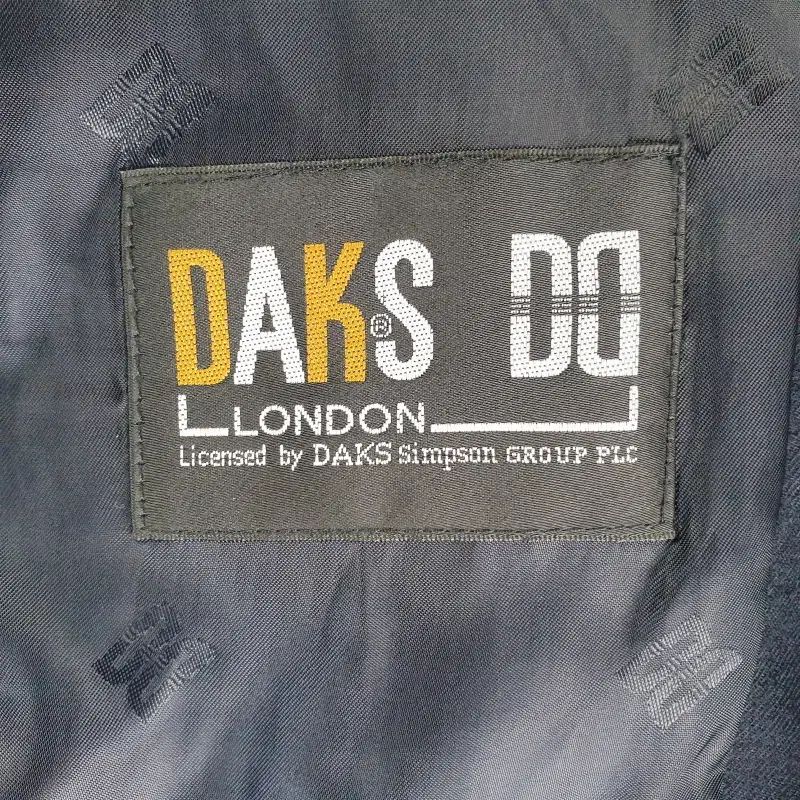 DAKS® DD
LONDON
Licensed by DAKS Simpson GROUP PLC